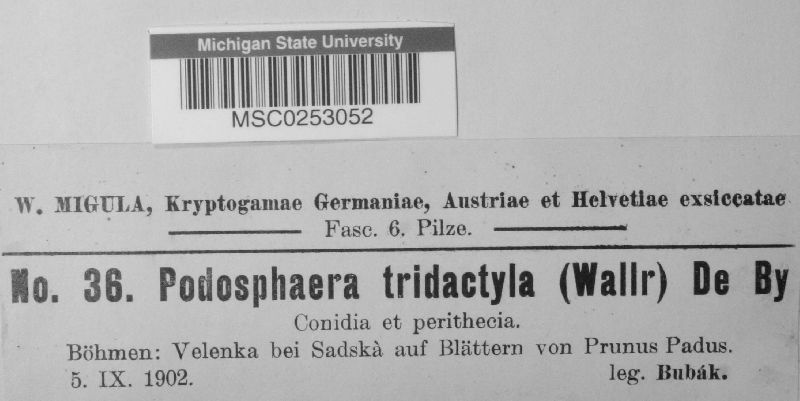 Michigan State University
MSC0253052
W. MIGULA, Kryptogamae Germaniae, Austriae et Helvetiae exsiccatae
Fasc. 6. Pilze.
No. 36. Podosphaera tridactyla (Wallr) De By
Conidia et perithecia.
Böhmen: Velenka bei Sadskà auf Blättern von Prunus Padus.
5. IX. 1902. leg. Bubák.